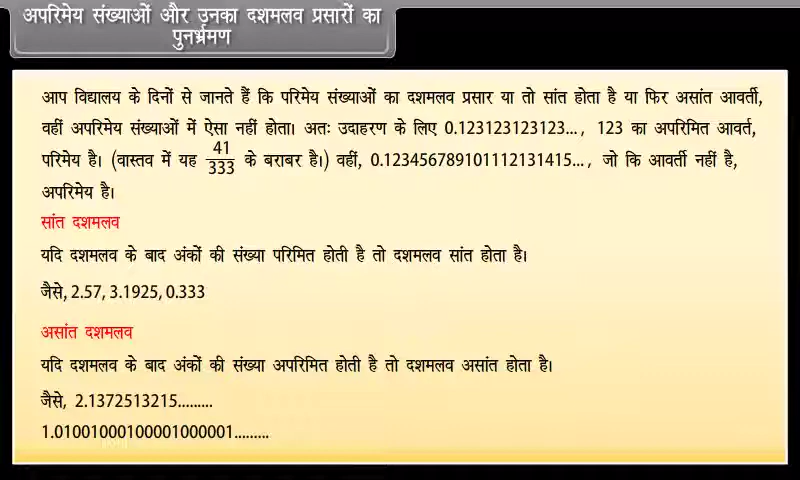 अपरिमेय संख्याओं और उनका दशमलव प्रसारों का
पुनर्भ्रमण
आप विद्यालय के दिनों से जानते हैं कि परिमेय संख्याओं का दशमलव प्रसार या तो सांत होता है या फिर असांत आवर्ती,
वहीं अपरिमेय संख्याओं में ऐसा नहीं होता। अतः उदाहरण के लिए 0.123123123123... , 123 का अपरिमित आवर्त,
परिमेय है। (वास्तव में यह 41/333 के बराबर है।) वहीं, 0.123456789101112131415... , जो कि आवर्ती नहीं है,
अपरिमेय है।
सांत दशमलव
यदि दशमलव के बाद अंकों की संख्या परिमित होती है तो दशमलव सांत होता है।
जैसे, 2.57, 3.1925, 0.333
असांत दशमलव
यदि दशमलव के बाद अंकों की संख्या अपरिमित होती है तो दशमलव असांत होता है।
जैसे, 2.1372513215.........
1.01001000100001000001.........